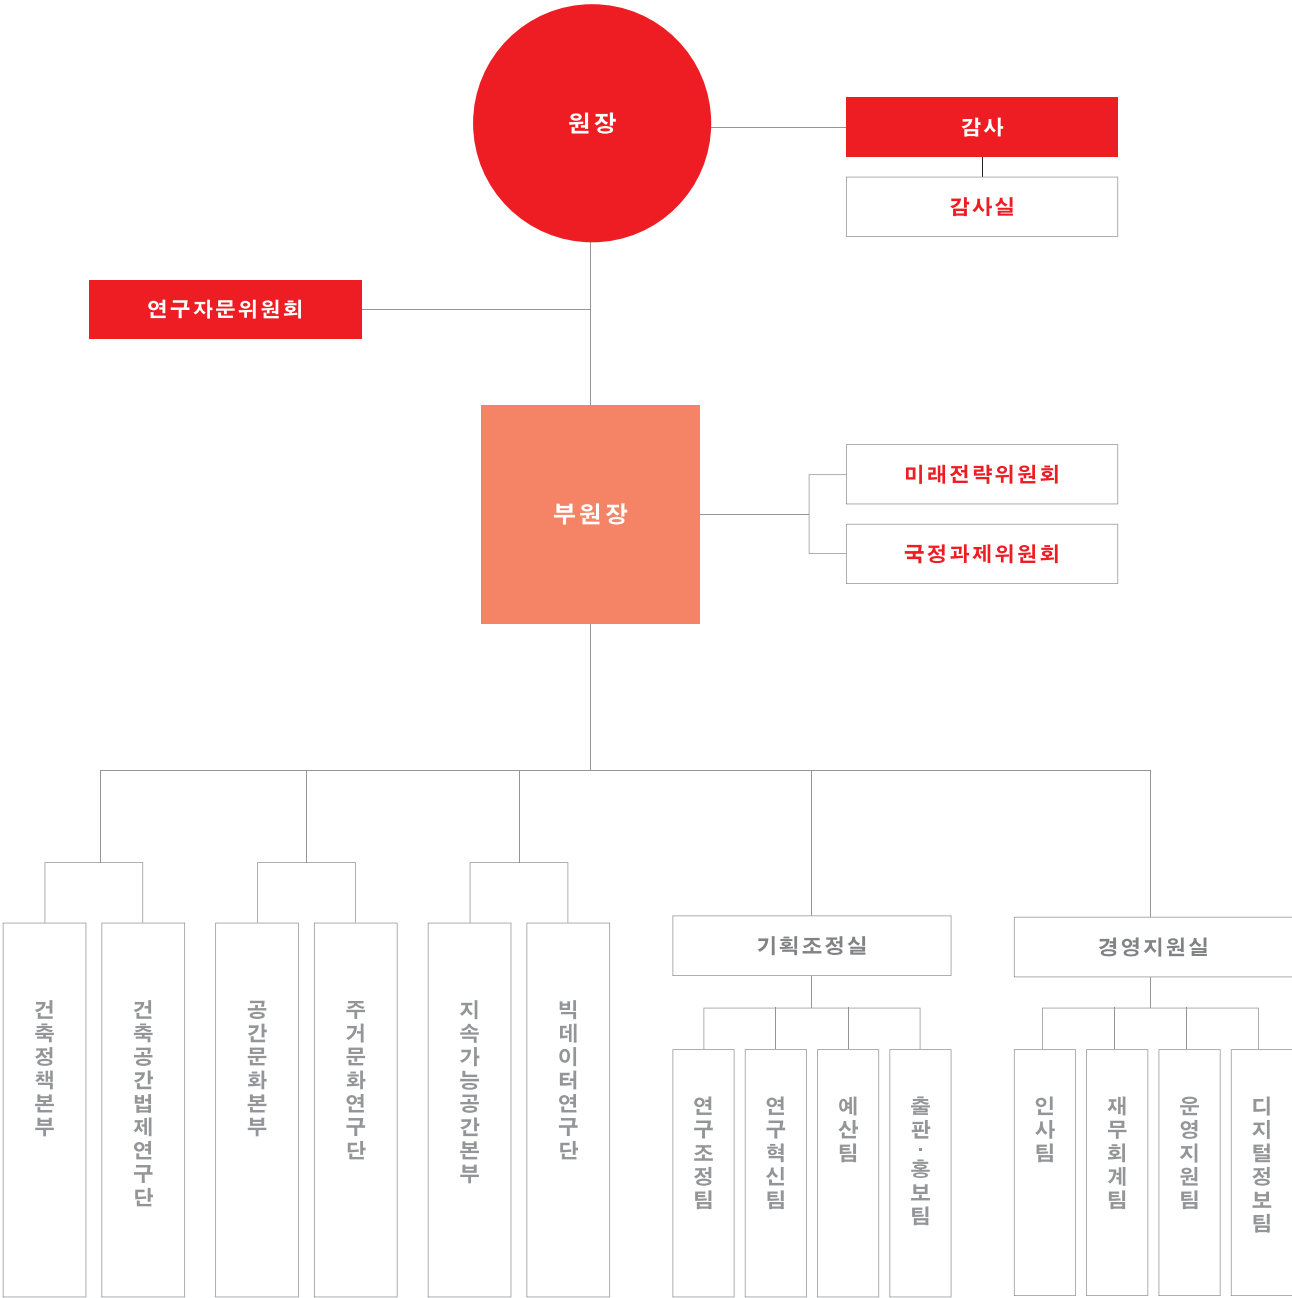 원장
감사
감사실
연구자문위원회
부원장
미래전략위원회
국정과제위원회
건축정책본부
건축공간법제연구단
공간문화본부
주거문화연구단
지속가능공간본부
빅데이터연구단
기획조정실
연구조정팀
연구혁신팀
예산팀
출판·홍보팀
경영지원실
인사팀
재무회계팀
운영지원팀
디지털정보팀